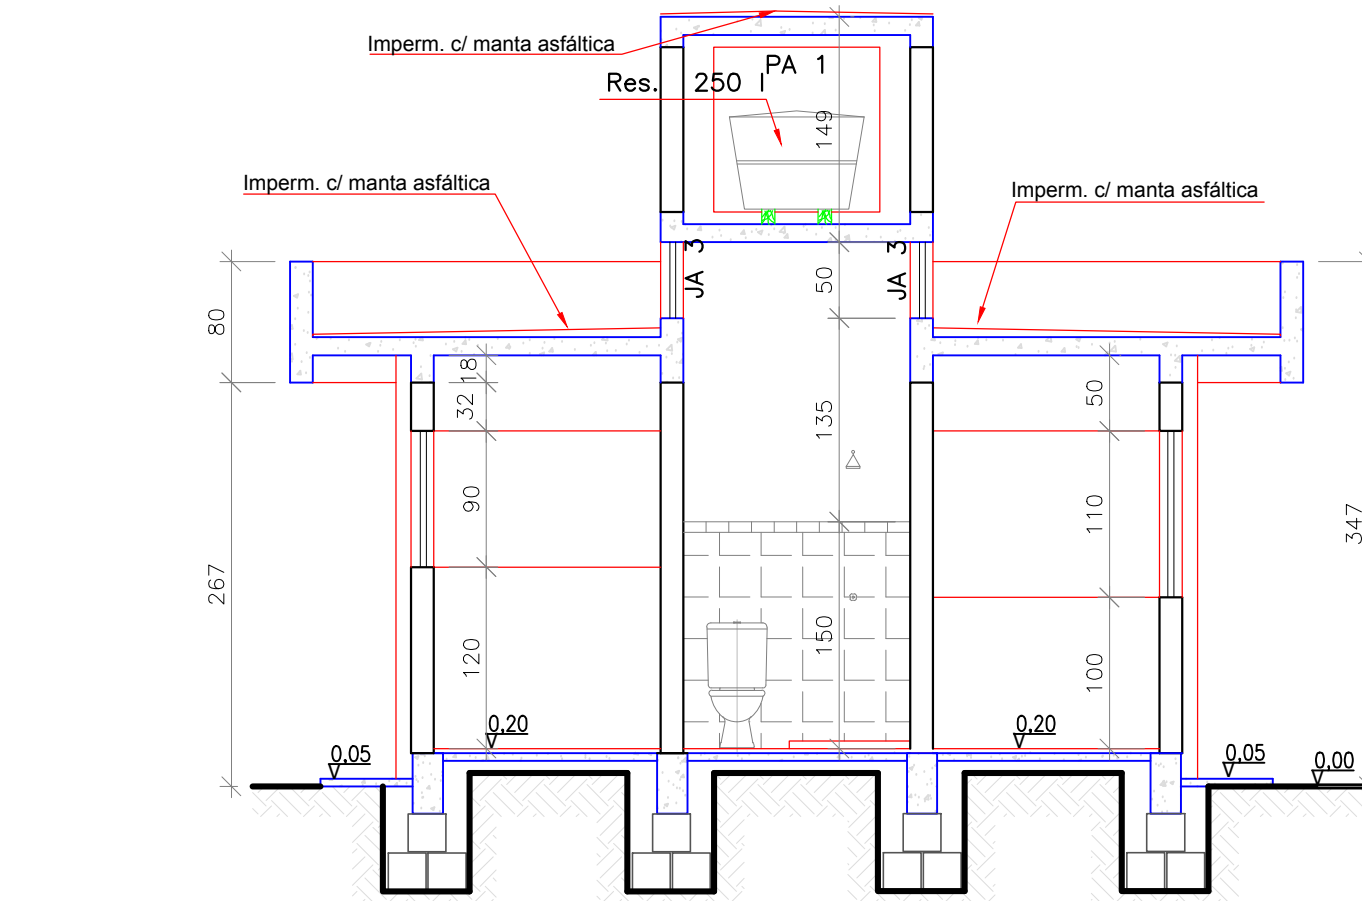 Imperm. c/ manta asfáltica
PA 1
Res. 250 l
149
Imperm. c/ manta asfáltica
Imperm. c/ manta asfáltica
JA 3
JA 3
50
80
18
32
135
50
90
110
347
267
120
150
100
0,20
0,20
0,05
0,05
0,00